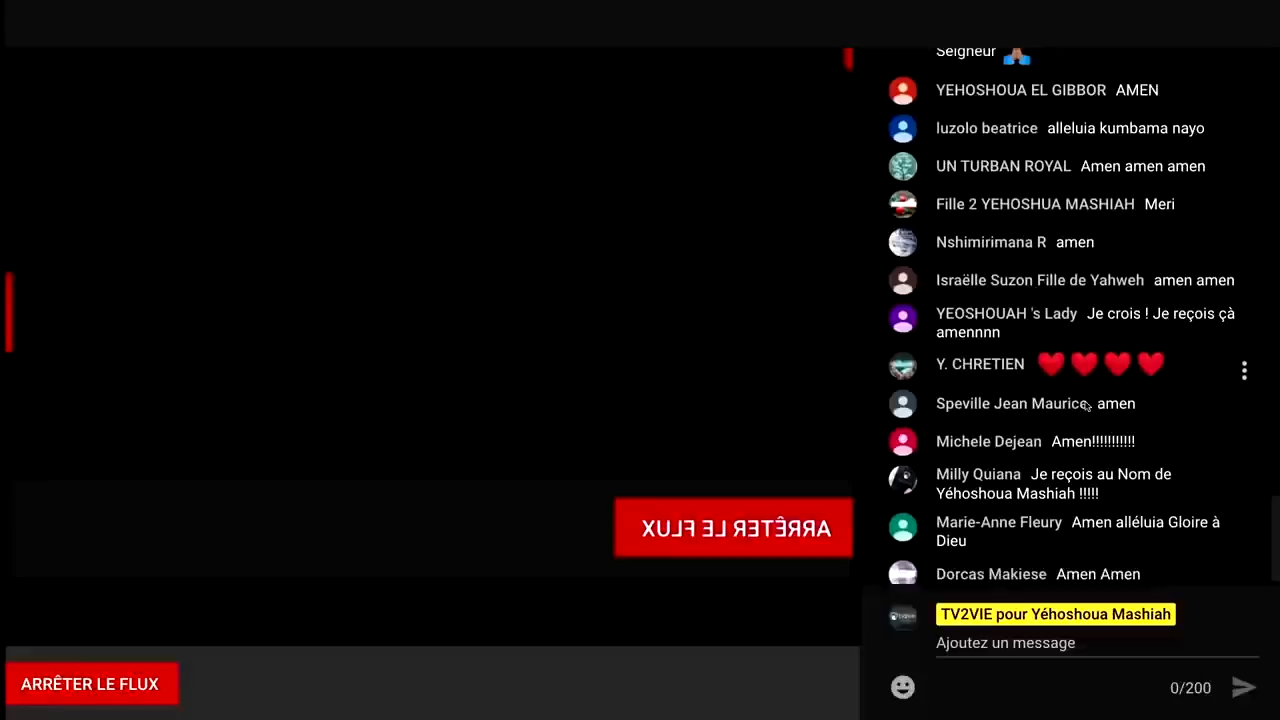 Seigneur
YEHOSHOUA EL GIBBOR AMEN
luzolo beatrice alleluia kumbama nayo
UN TURBAN ROYAL Amen amen amen
Fille 2 YEHOSHUA MASHIAH Meri
Nshimirimana R amen
Israëlle Suzon Fille de Yahweh amen amen
YEOSHOUAH 's Lady Je crois ! Je reçois çà
amennnn
Y. CHRETIEN ❤️❤️❤️❤️
Speville Jean Maurice amen
Michele Dejean Amen!!!!!!!!!!!
Milly Quiana Je reçois au Nom de
Yéhoshoua Mashiah !!!!!
Marie-Anne Fleury Amen alléluia Gloire à
Dieu
Dorcas Makiese Amen Amen
TV2VIE pour Yéhoshoua Mashiah
Ajoutez un message
0/200
ARRÊTER LE FLUX
ARRÊTER LE FLUX